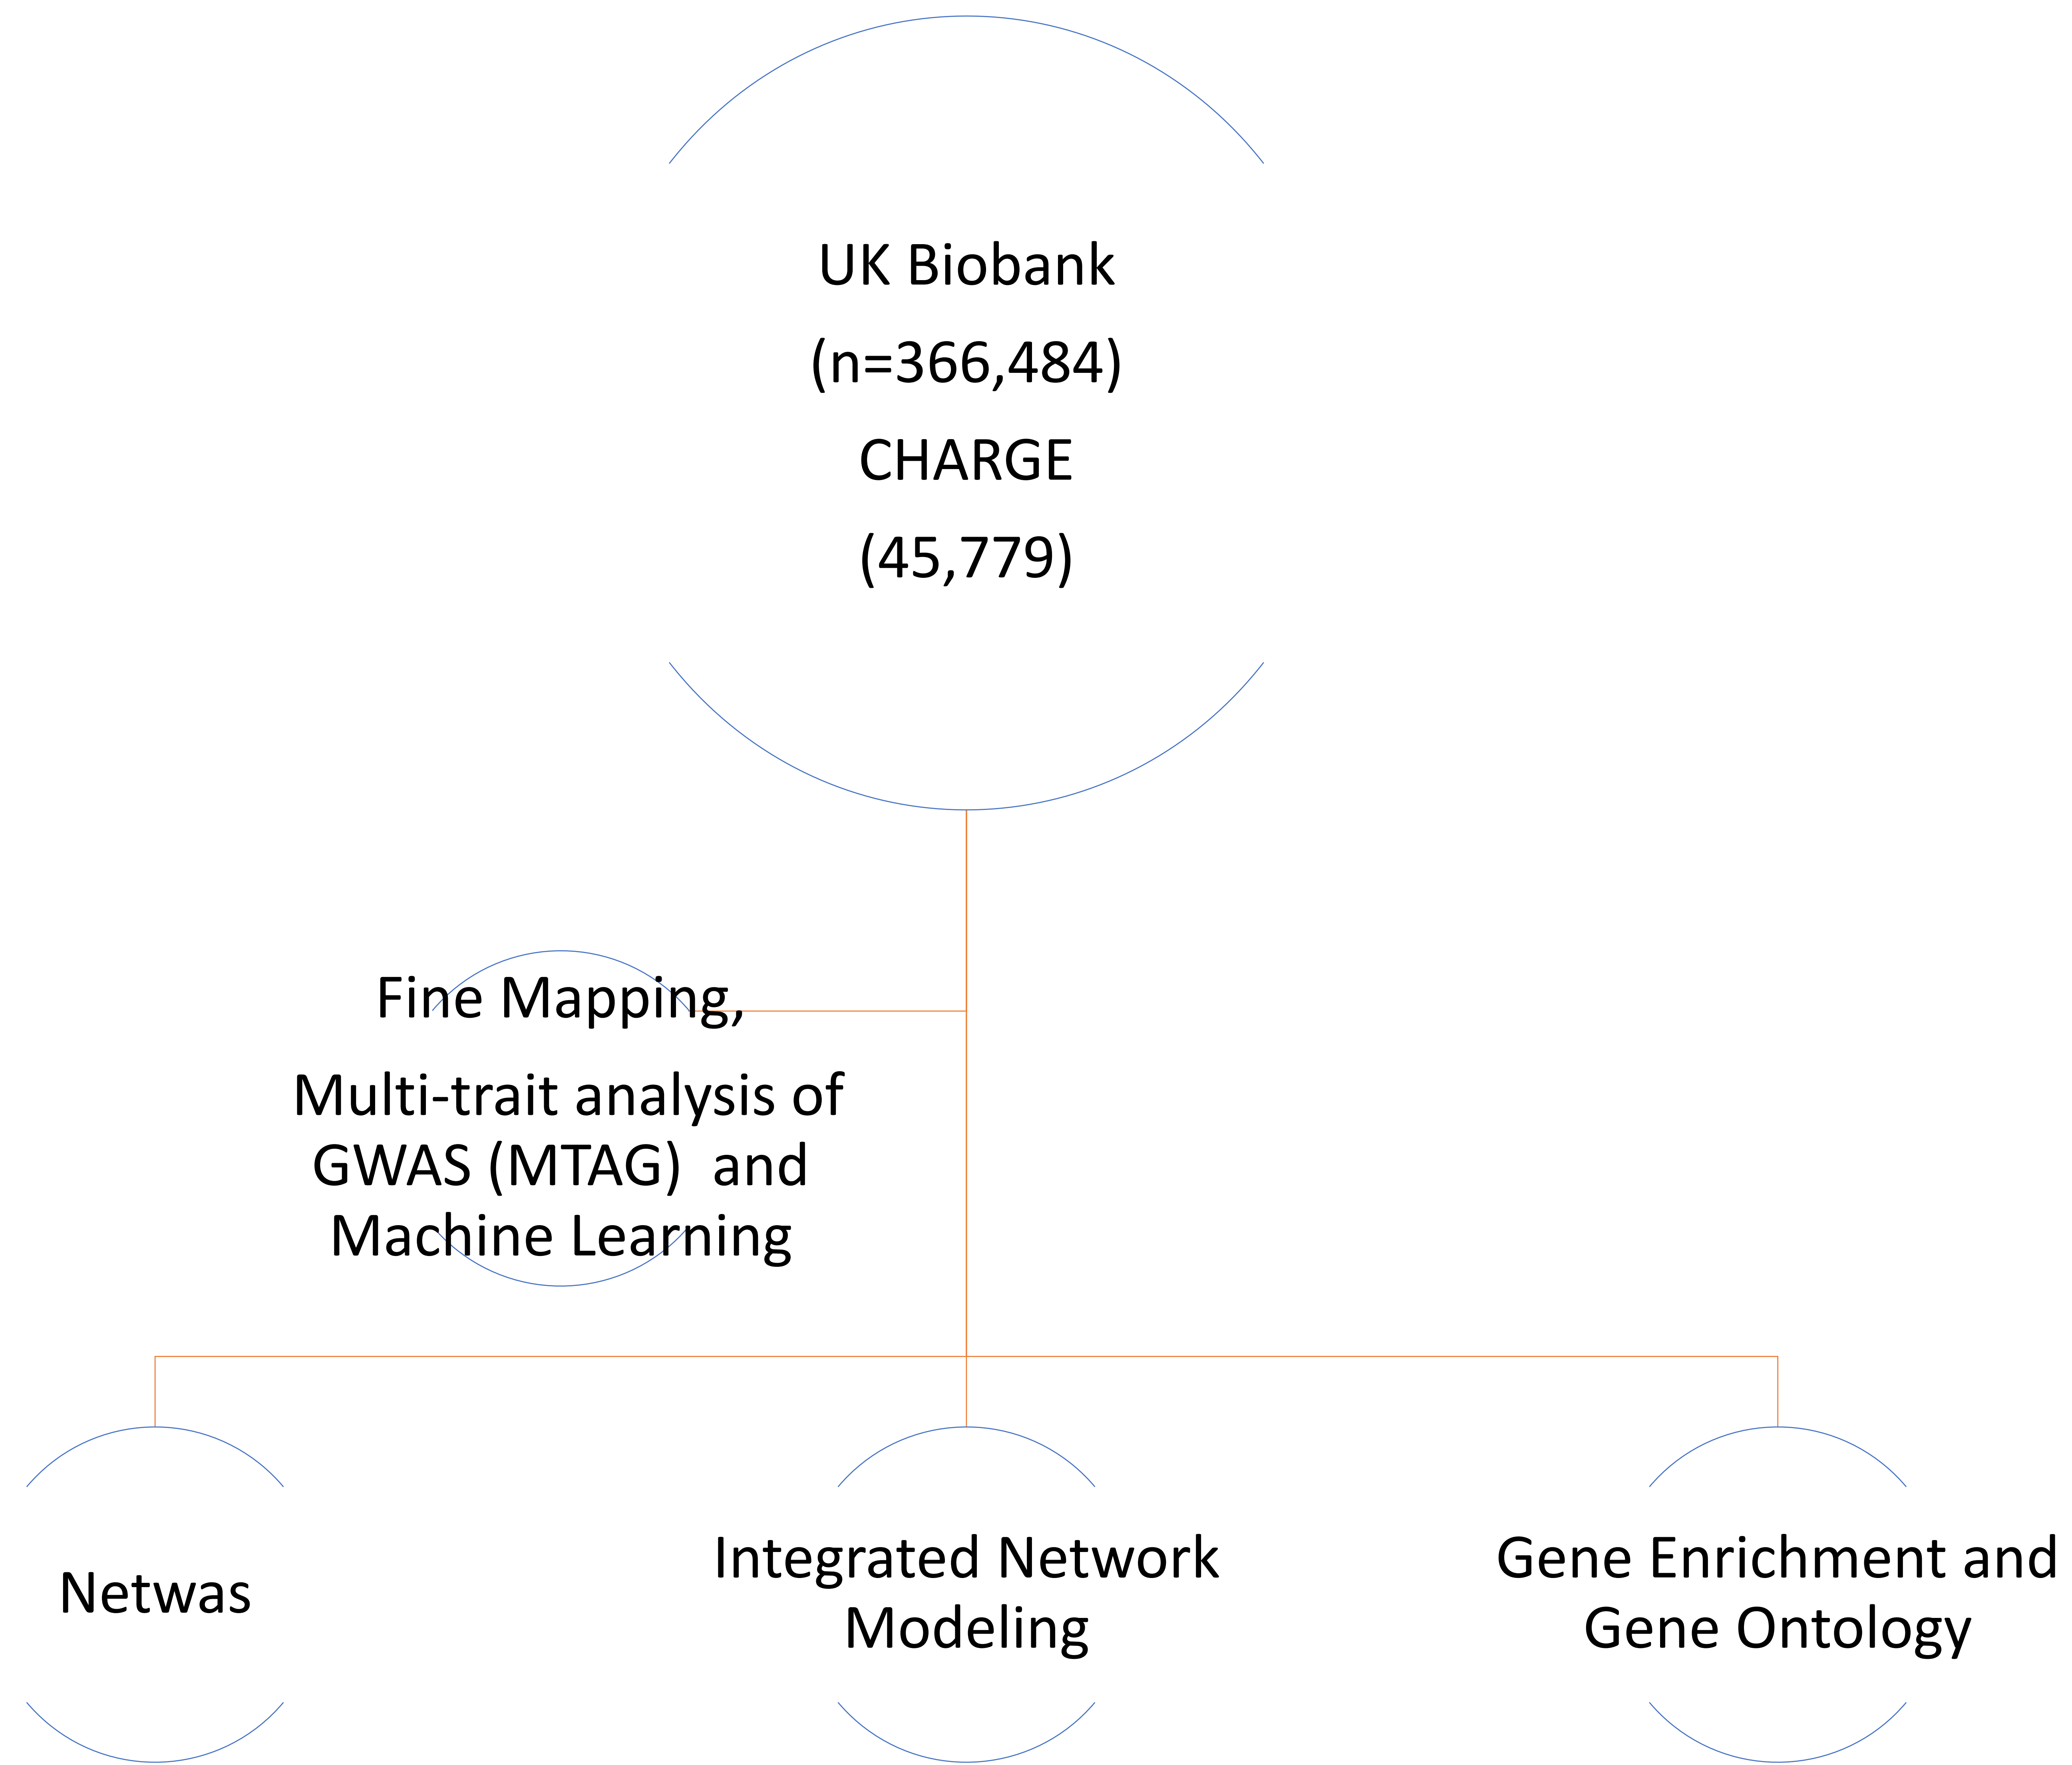 UK Biobank
(n=366,484)
CHARGE
(45,779)
Fine Mapping,
Multi-trait analysis of
GWAS (MTAG)  and
Machine Learning
Netwas
Integrated Network
Modeling
Gene Enrichment and
Gene Ontology